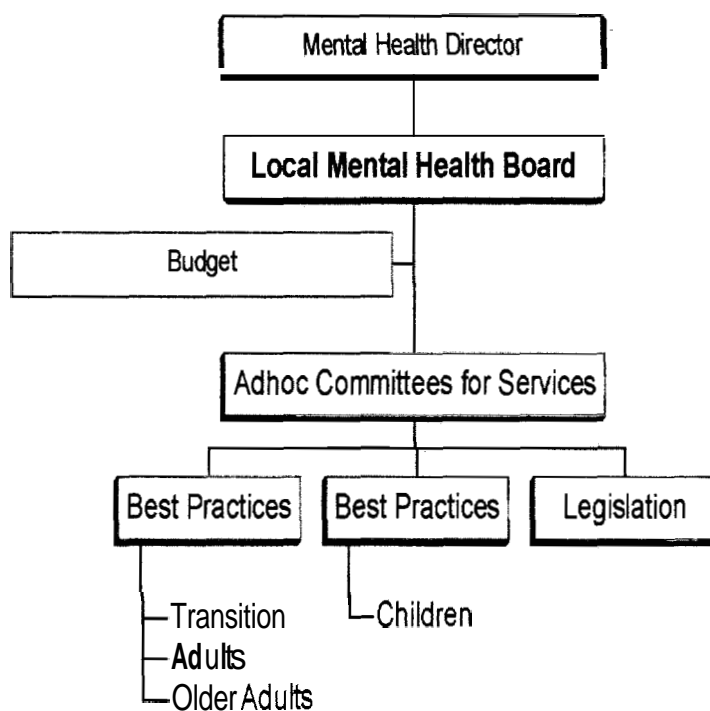 Mental Health Director
Local Mental Health Board
Budget
Adhoc Committees for Services
Best Practices
Best Practices
Legislation
Transition
Adults
Older Adults
Children